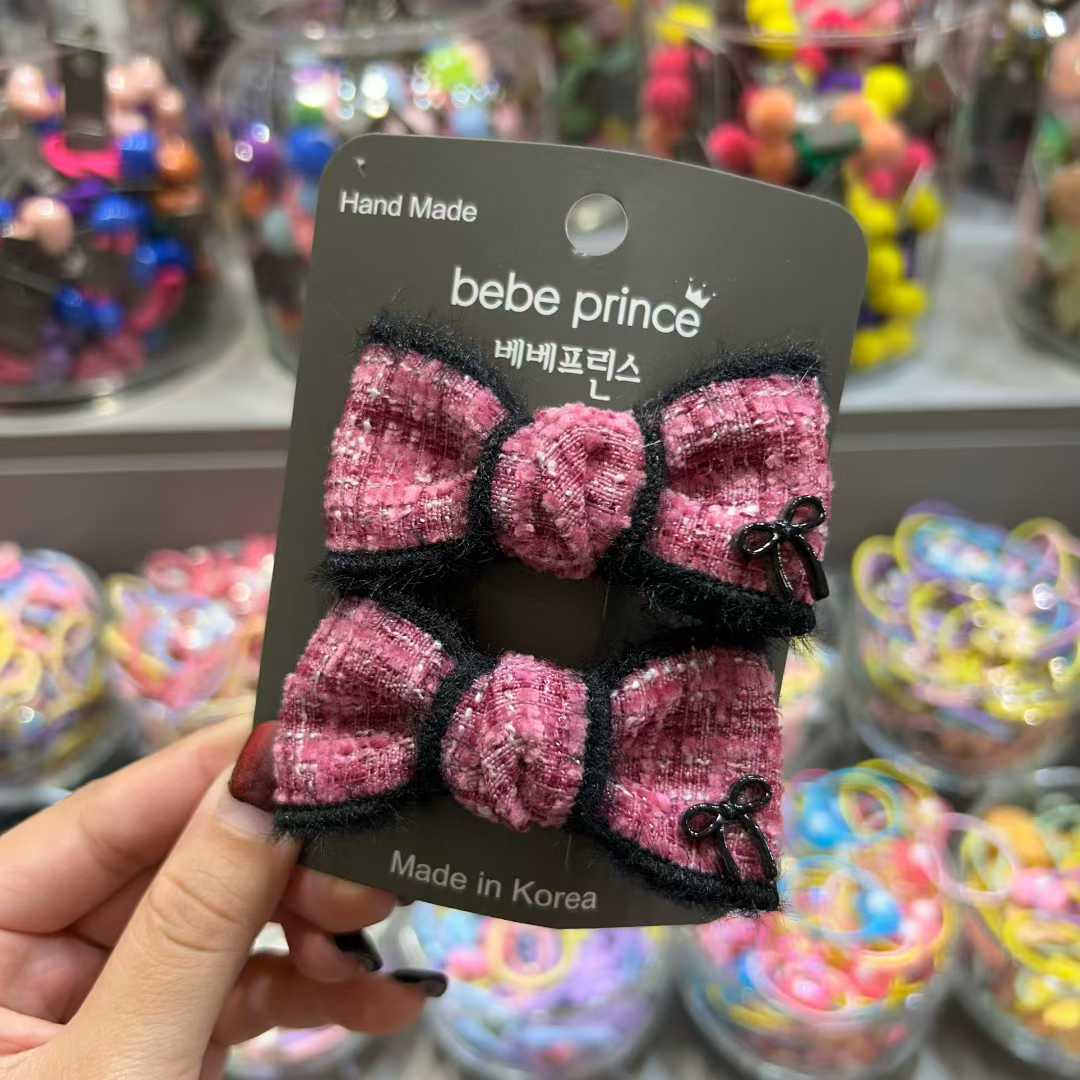 Hand Made
bebe prince
베베프린스
Made in Korea